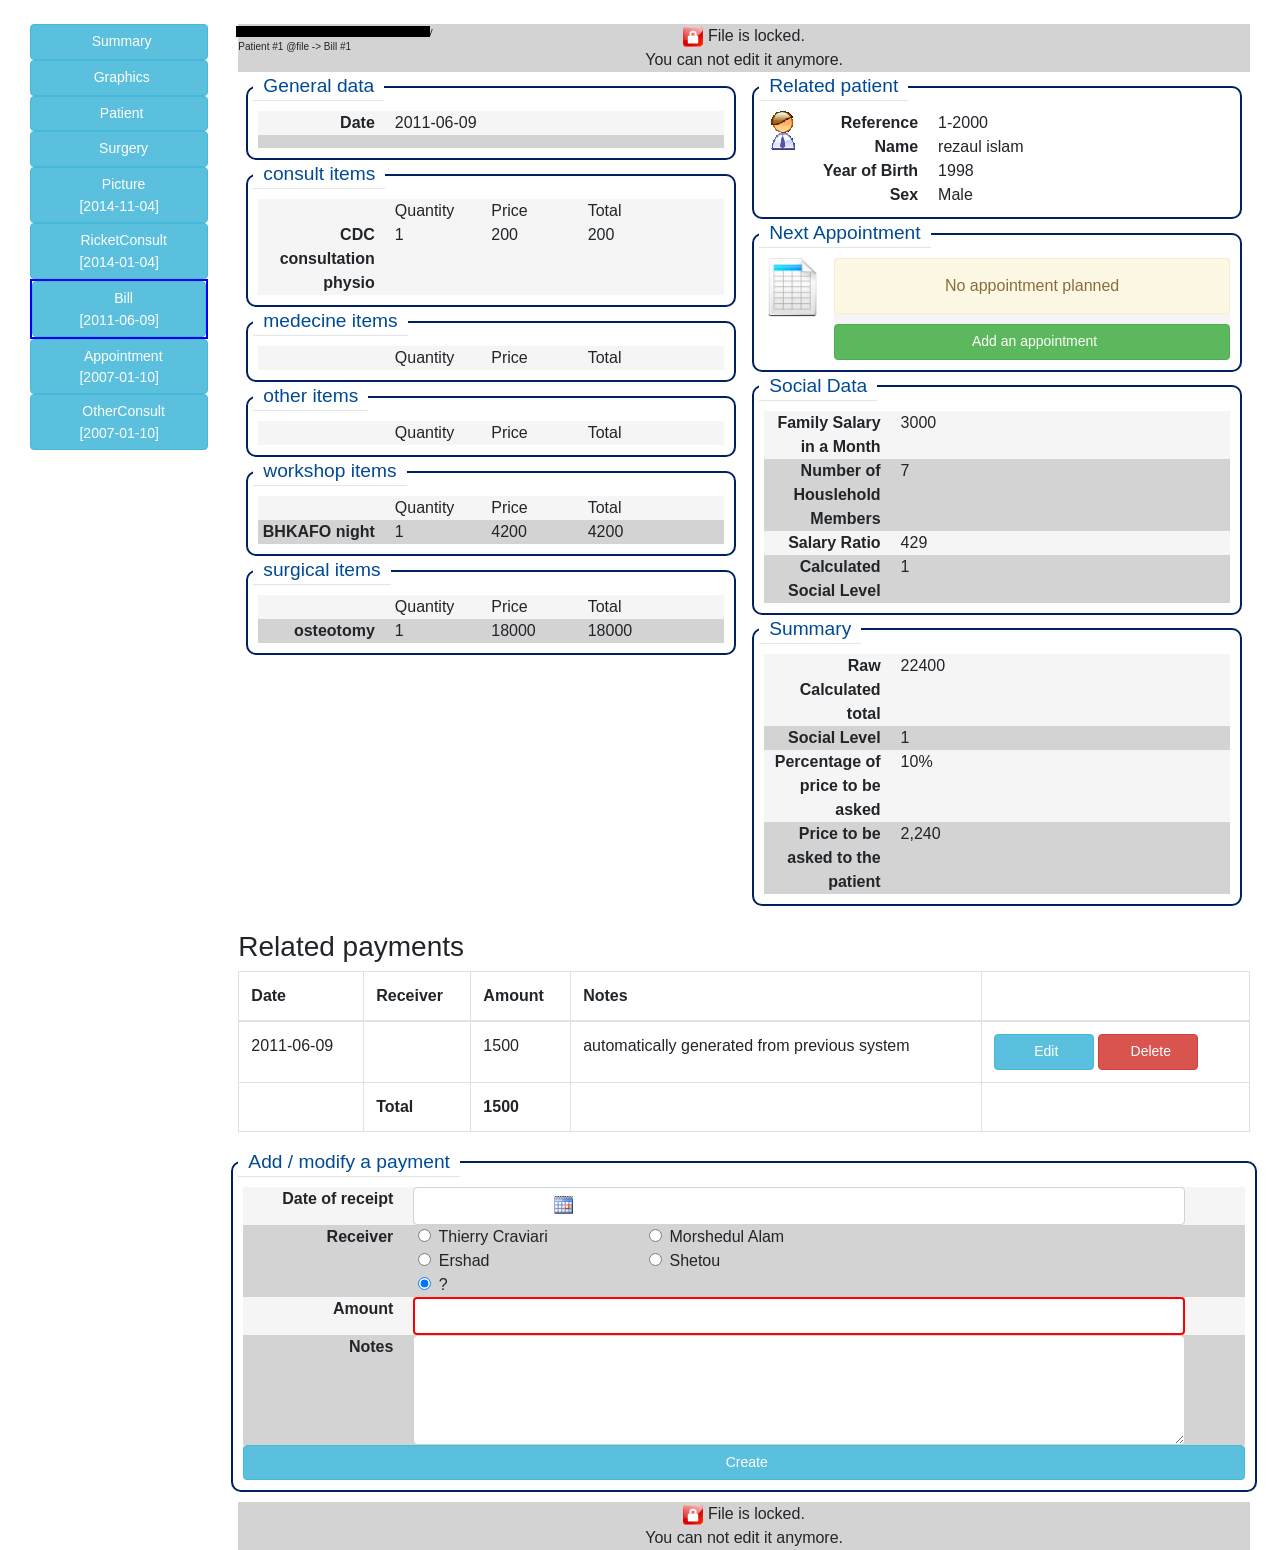 Summary
Graphics
Patient
Surgery
Picture
[2014-11-04]
RicketConsult
[2014-01-04]
Bill
[2011-06-09]
Appointment
[2007-01-10]
OtherConsult
[2007-01-10]
Patient #1 @file -> Bill #1
File is locked.
You can not edit it anymore.
General data
Date 2011-06-09
consult items
Quantity Price Total
CDC 1 200 200
consultation
physio
medecine items
Quantity Price Total
other items
Quantity Price Total
workshop items
Quantity Price Total
BHKAFO night 1 4200 4200
surgical items
Quantity Price Total
osteotomy 1 18000 18000
Related patient
Reference 1-2000
Name rezaul islam
Year of Birth 1998
Sex Male
Next Appointment
No appointment planned
Add an appointment
Social Data
Family Salary 3000
in a Month
Number of 7
Houslehold
Members
Salary Ratio 429
Calculated 1
Social Level
Summary
Raw 22400
Calculated
total
Social Level 1
Percentage of 10%
price to be
asked
Price to be 2,240
asked to the
patient
Related payments
Date Receiver Amount Notes
2011-06-09 1500 automatically generated from previous system Edit Delete
Total 1500
Add / modify a payment
Date of receipt
Receiver Thierry Craviari Morshedul Alam
Ershad Shetou
?
Amount
Notes
Create
File is locked.
You can not edit it anymore.